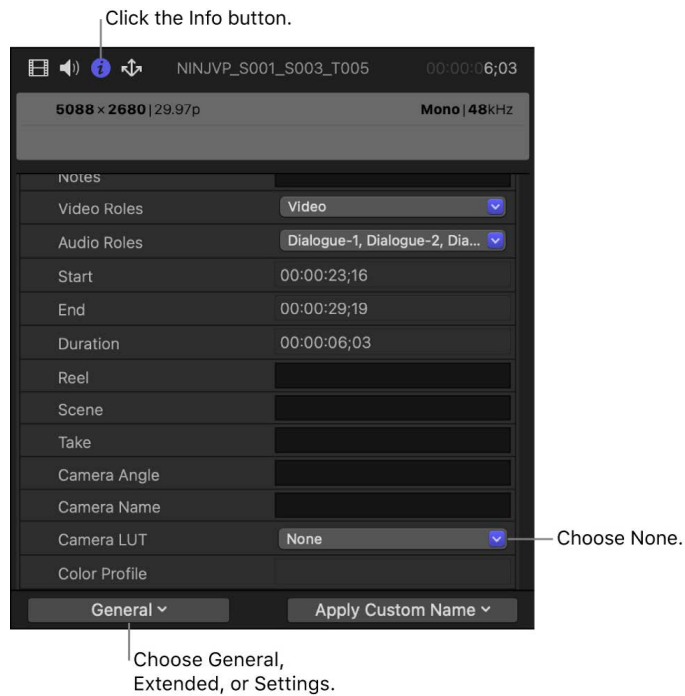 Click the Info button.
NINJVP_S001_S003_T005 00:00:06;03
5088 × 2680 | 29.97p Mono | 48kHz
Notes
Video Roles Video
Audio Roles Dialogue-1, Dialogue-2, Dia...
Start 00:00:23;16
End 00:00:29;19
Duration 00:00:06;03
Reel
Scene
Take
Camera Angle
Camera Name
Camera LUT None Choose None.
Color Profile
General Apply Custom Name
Choose General,
Extended, or Settings.